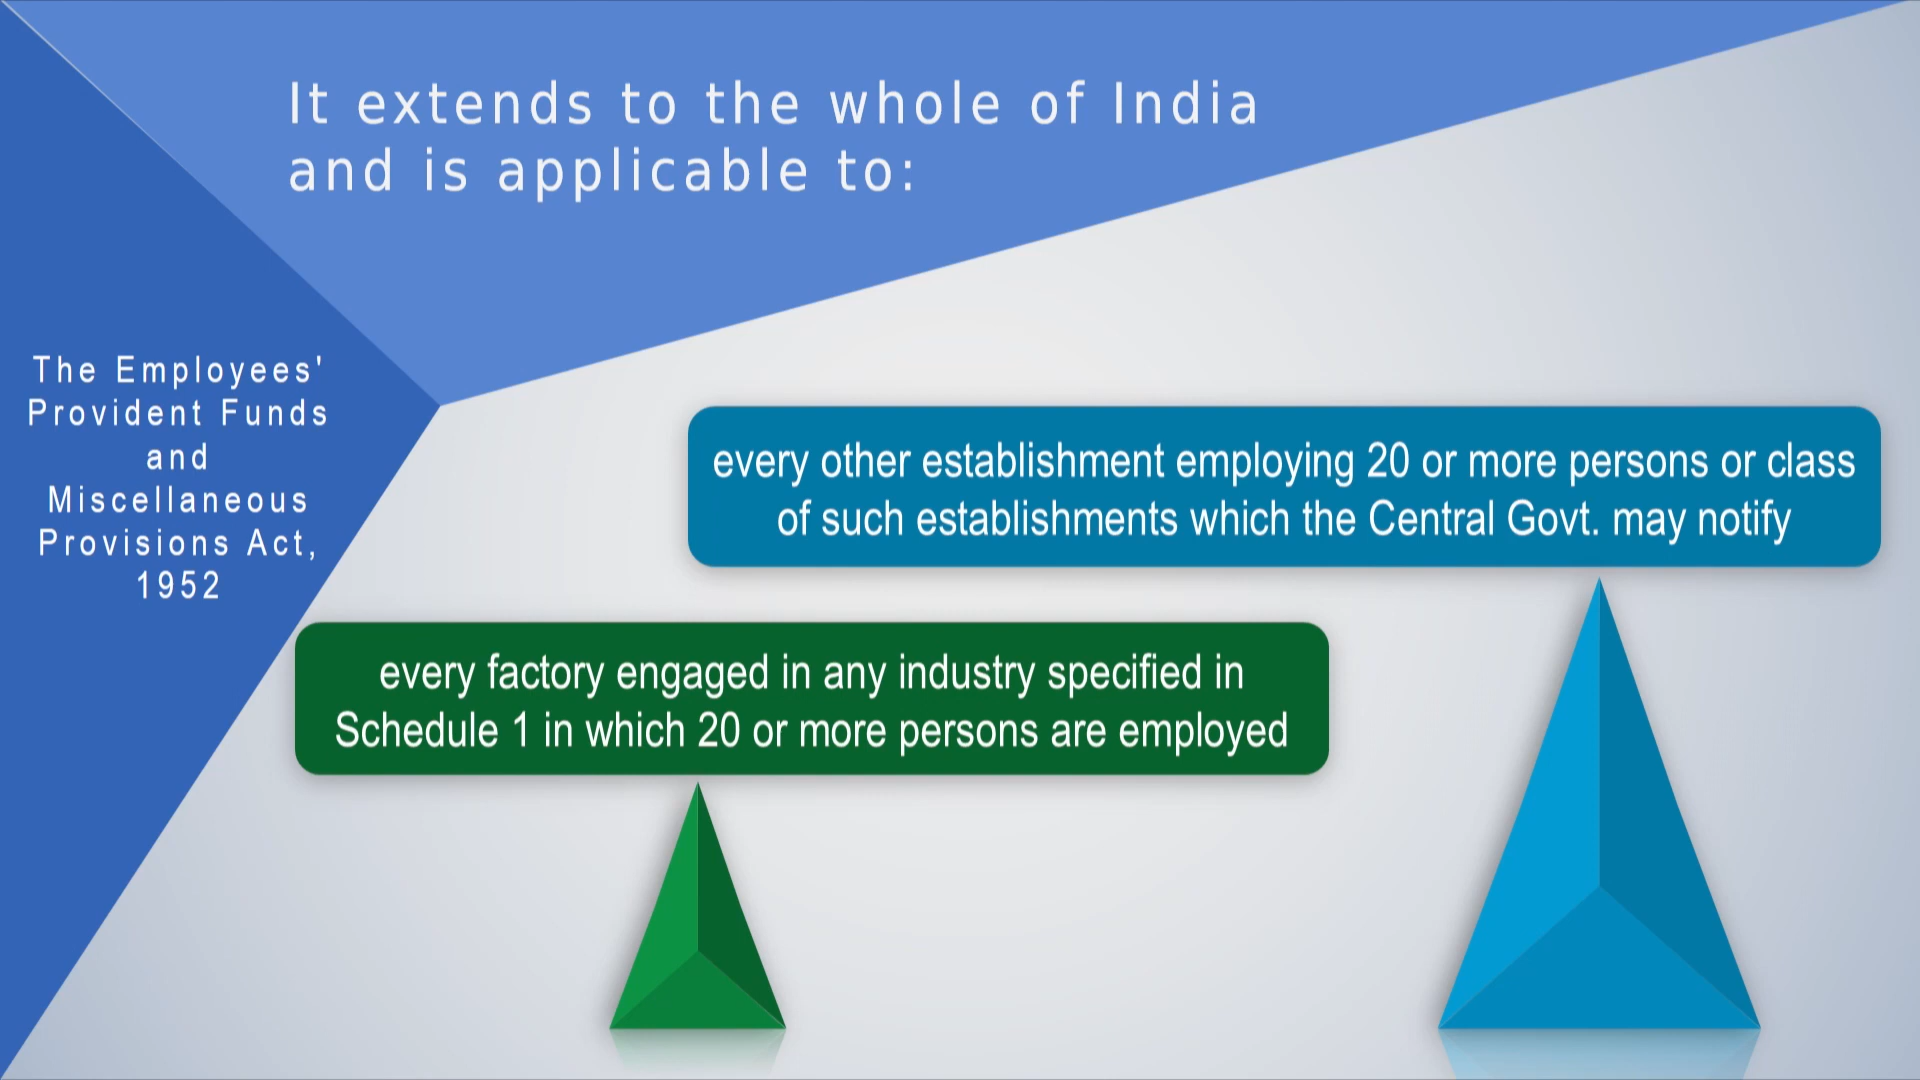 It extends to the whole of India
and is applicable to:
The Employees'
Provident Funds
and
Miscellaneous
Provisions Act,
1952
every other establishment employing 20 or more persons or class
of such establishments which the Central Govt. may notify
every factory engaged in any industry specified in
Schedule 1 in which 20 or more persons are employed